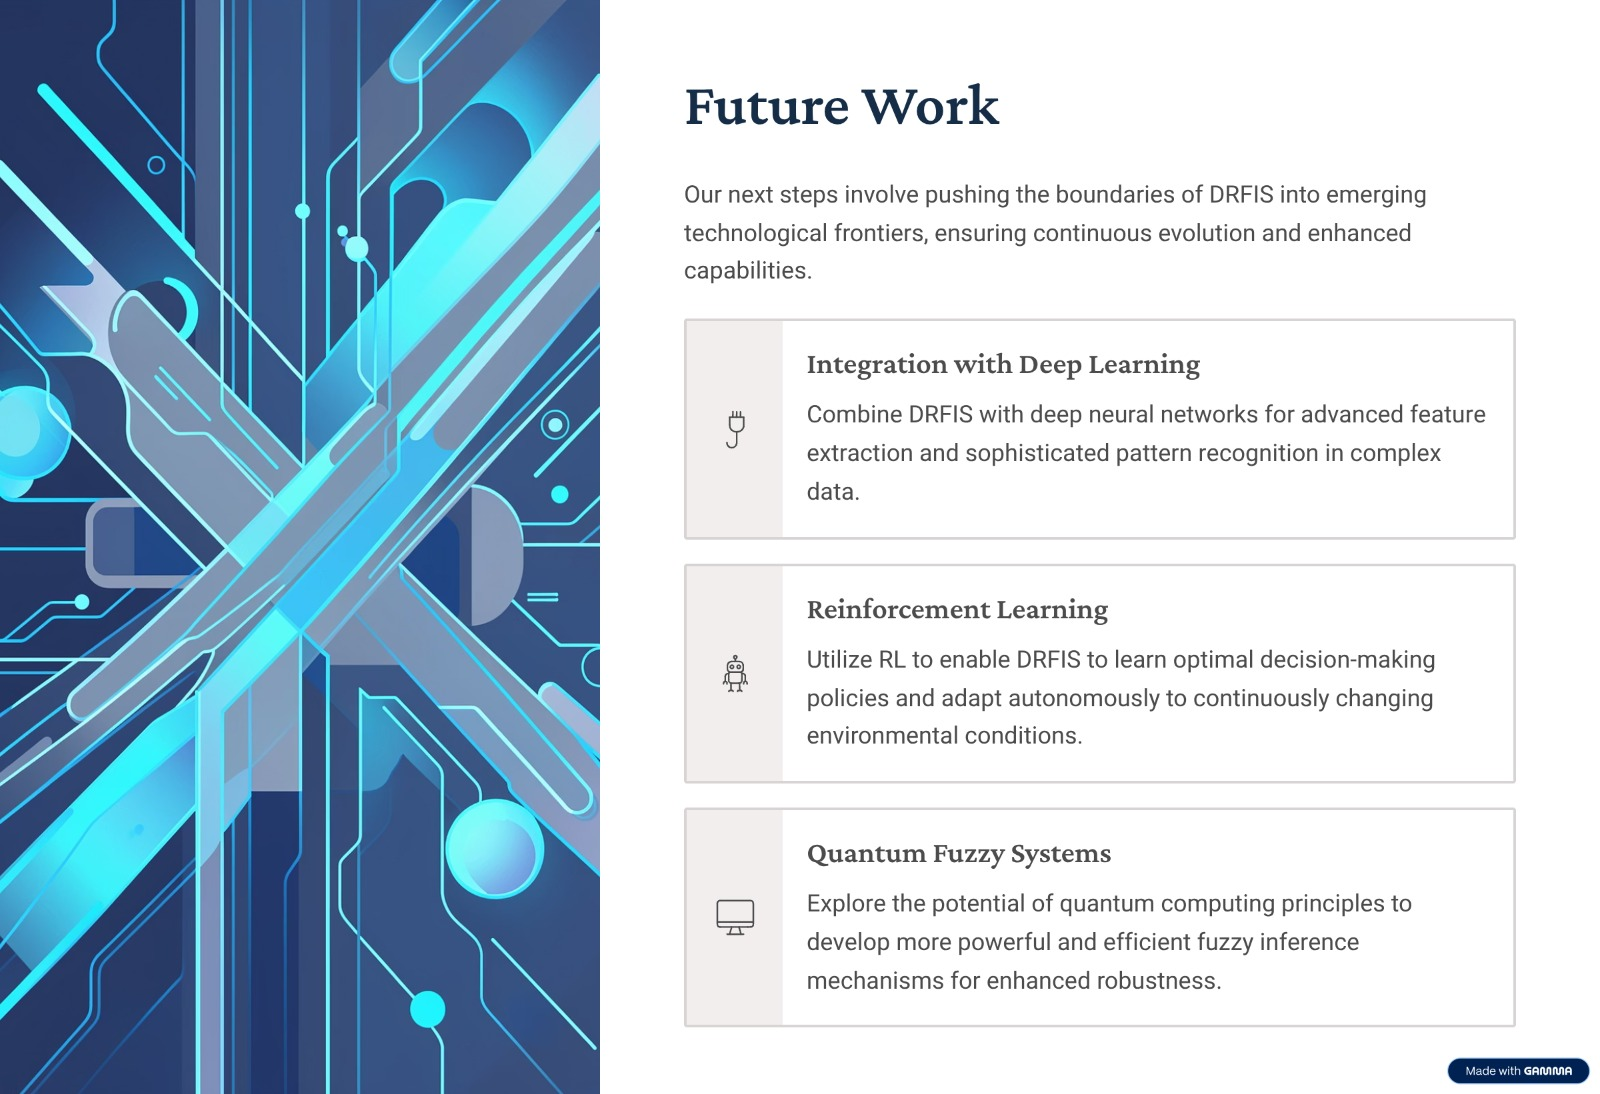 Future Work
Our next steps involve pushing the boundaries of DRFIS into emerging
technological frontiers, ensuring continuous evolution and enhanced
capabilities.
Integration with Deep Learning
Combine DRFIS with deep neural networks for advanced feature
extraction and sophisticated pattern recognition in complex
data.
Reinforcement Learning
Utilize RL to enable DRFIS to learn optimal decision-making
policies and adapt autonomously to continuously changing
environmental conditions.
Quantum Fuzzy Systems
Explore the potential of quantum computing principles to
develop more powerful and efficient fuzzy inference
mechanisms for enhanced robustness.
Made with GAMMA